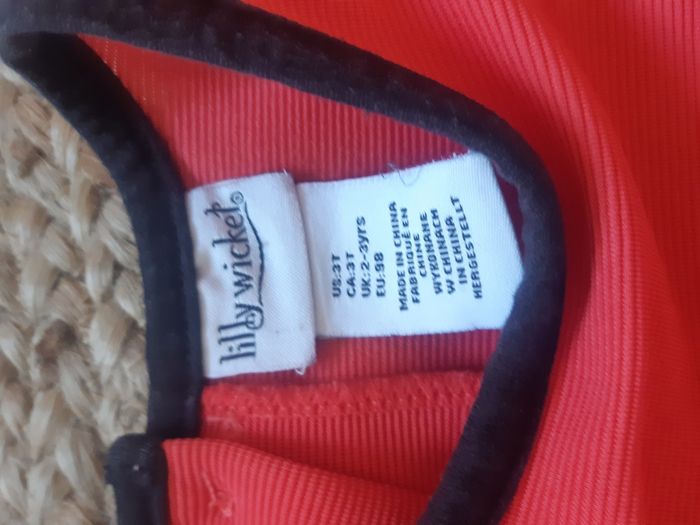 lilly wicket®
US:3T
CA:3T
UK:2-3yrs
EU:98
MADE IN CHINA
FABRIQUÉ EN
CHINE
WYKONANE
W CHINACH
IN CHINA
HERGESTELLT